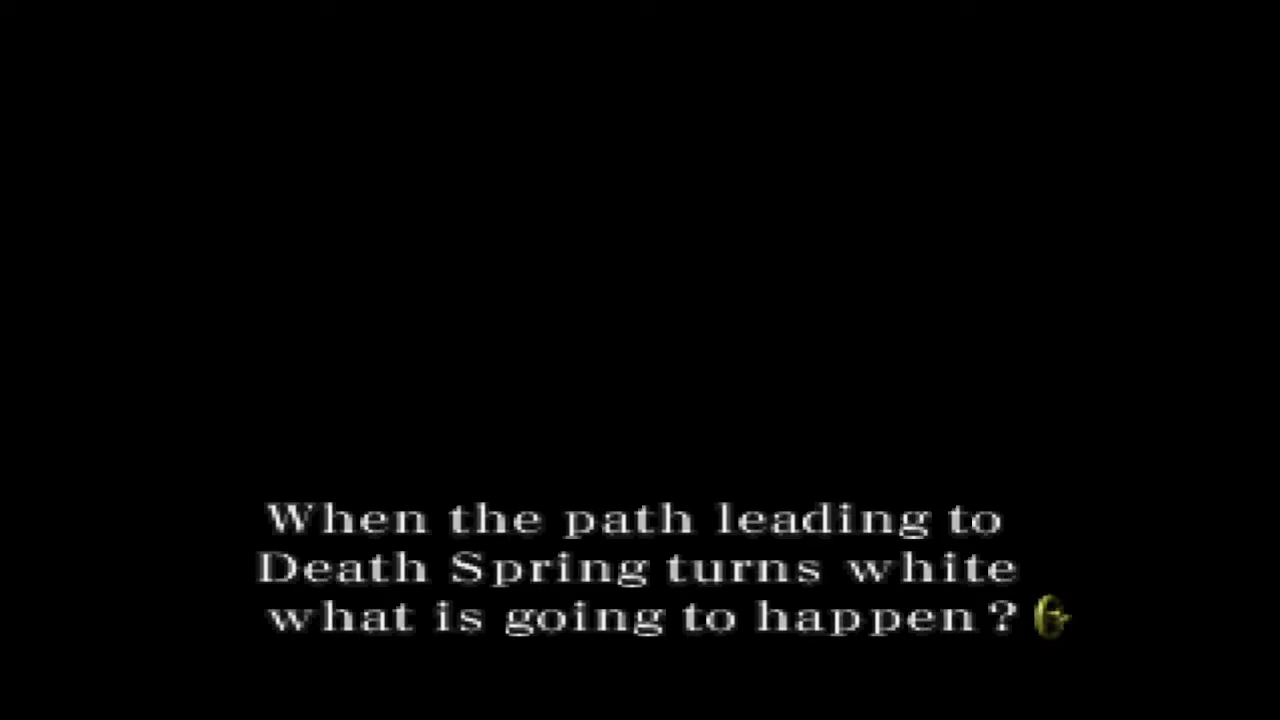 When the path leading to
Death Spring turns white
what is going to happen?